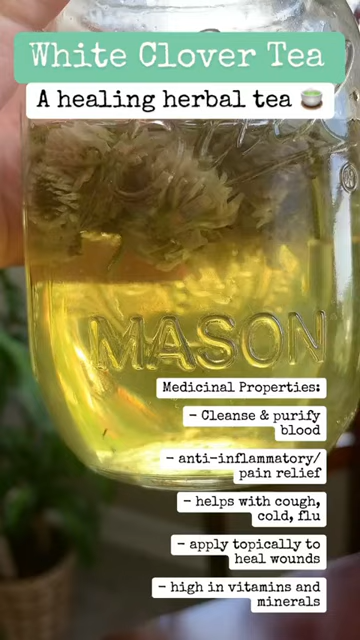 White Clover Tea
A healing herbal tea 🍵
MASON
Medicinal Properties:
- Cleanse & purify
blood
- anti-inflammatory/
pain relief
- helps with cough,
cold, flu
- apply topically to
heal wounds
- high in vitamins and
minerals